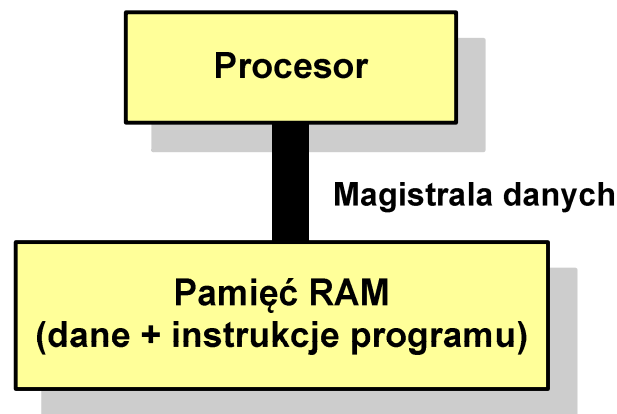 Procesor
Magistrala danych
Pamięć RAM
(dane + instrukcje programu)